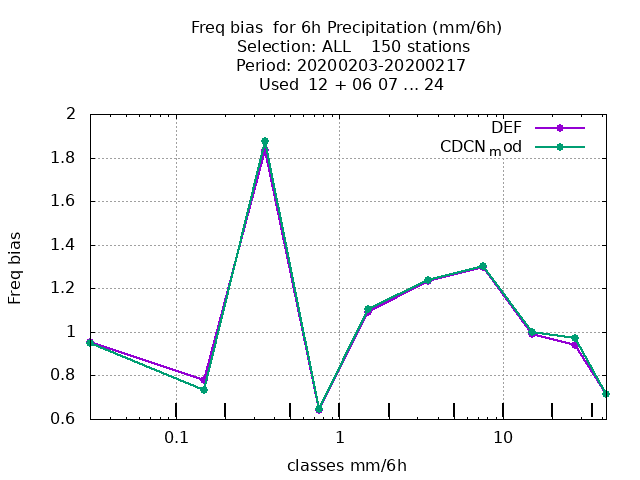 Freq bias  for 6h Precipitation (mm/6h)
Selection: ALL    150 stations
Period: 20200203-20200217
Used  12 + 06 07 ... 24
DEF
CDCN_mod
2
1.8
1.6
1.4
1.2
1
0.8
0.6
Freq bias
0.1 1 10
classes mm/6h